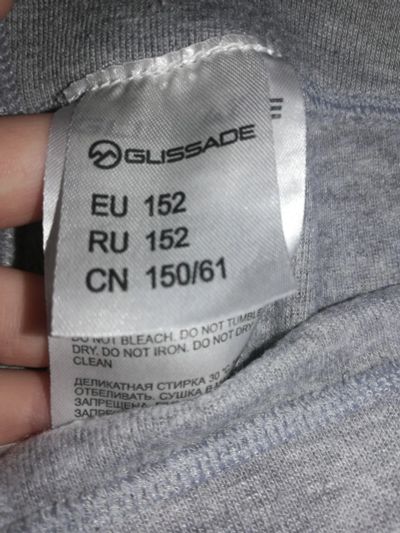 GLISSADE
EU 152
RU 152
CN 150/61
DO NOT BLEACH. DO NOT TUMBLE
DRY. DO NOT IRON. DO NOT
CLEAN
ДЕЛИКАТНАЯ СТИРКА 30
ОТБЕЛИВАТЬ. СУШКА В
ЗАПРЕЩЕНА.
ЗАПРЕ